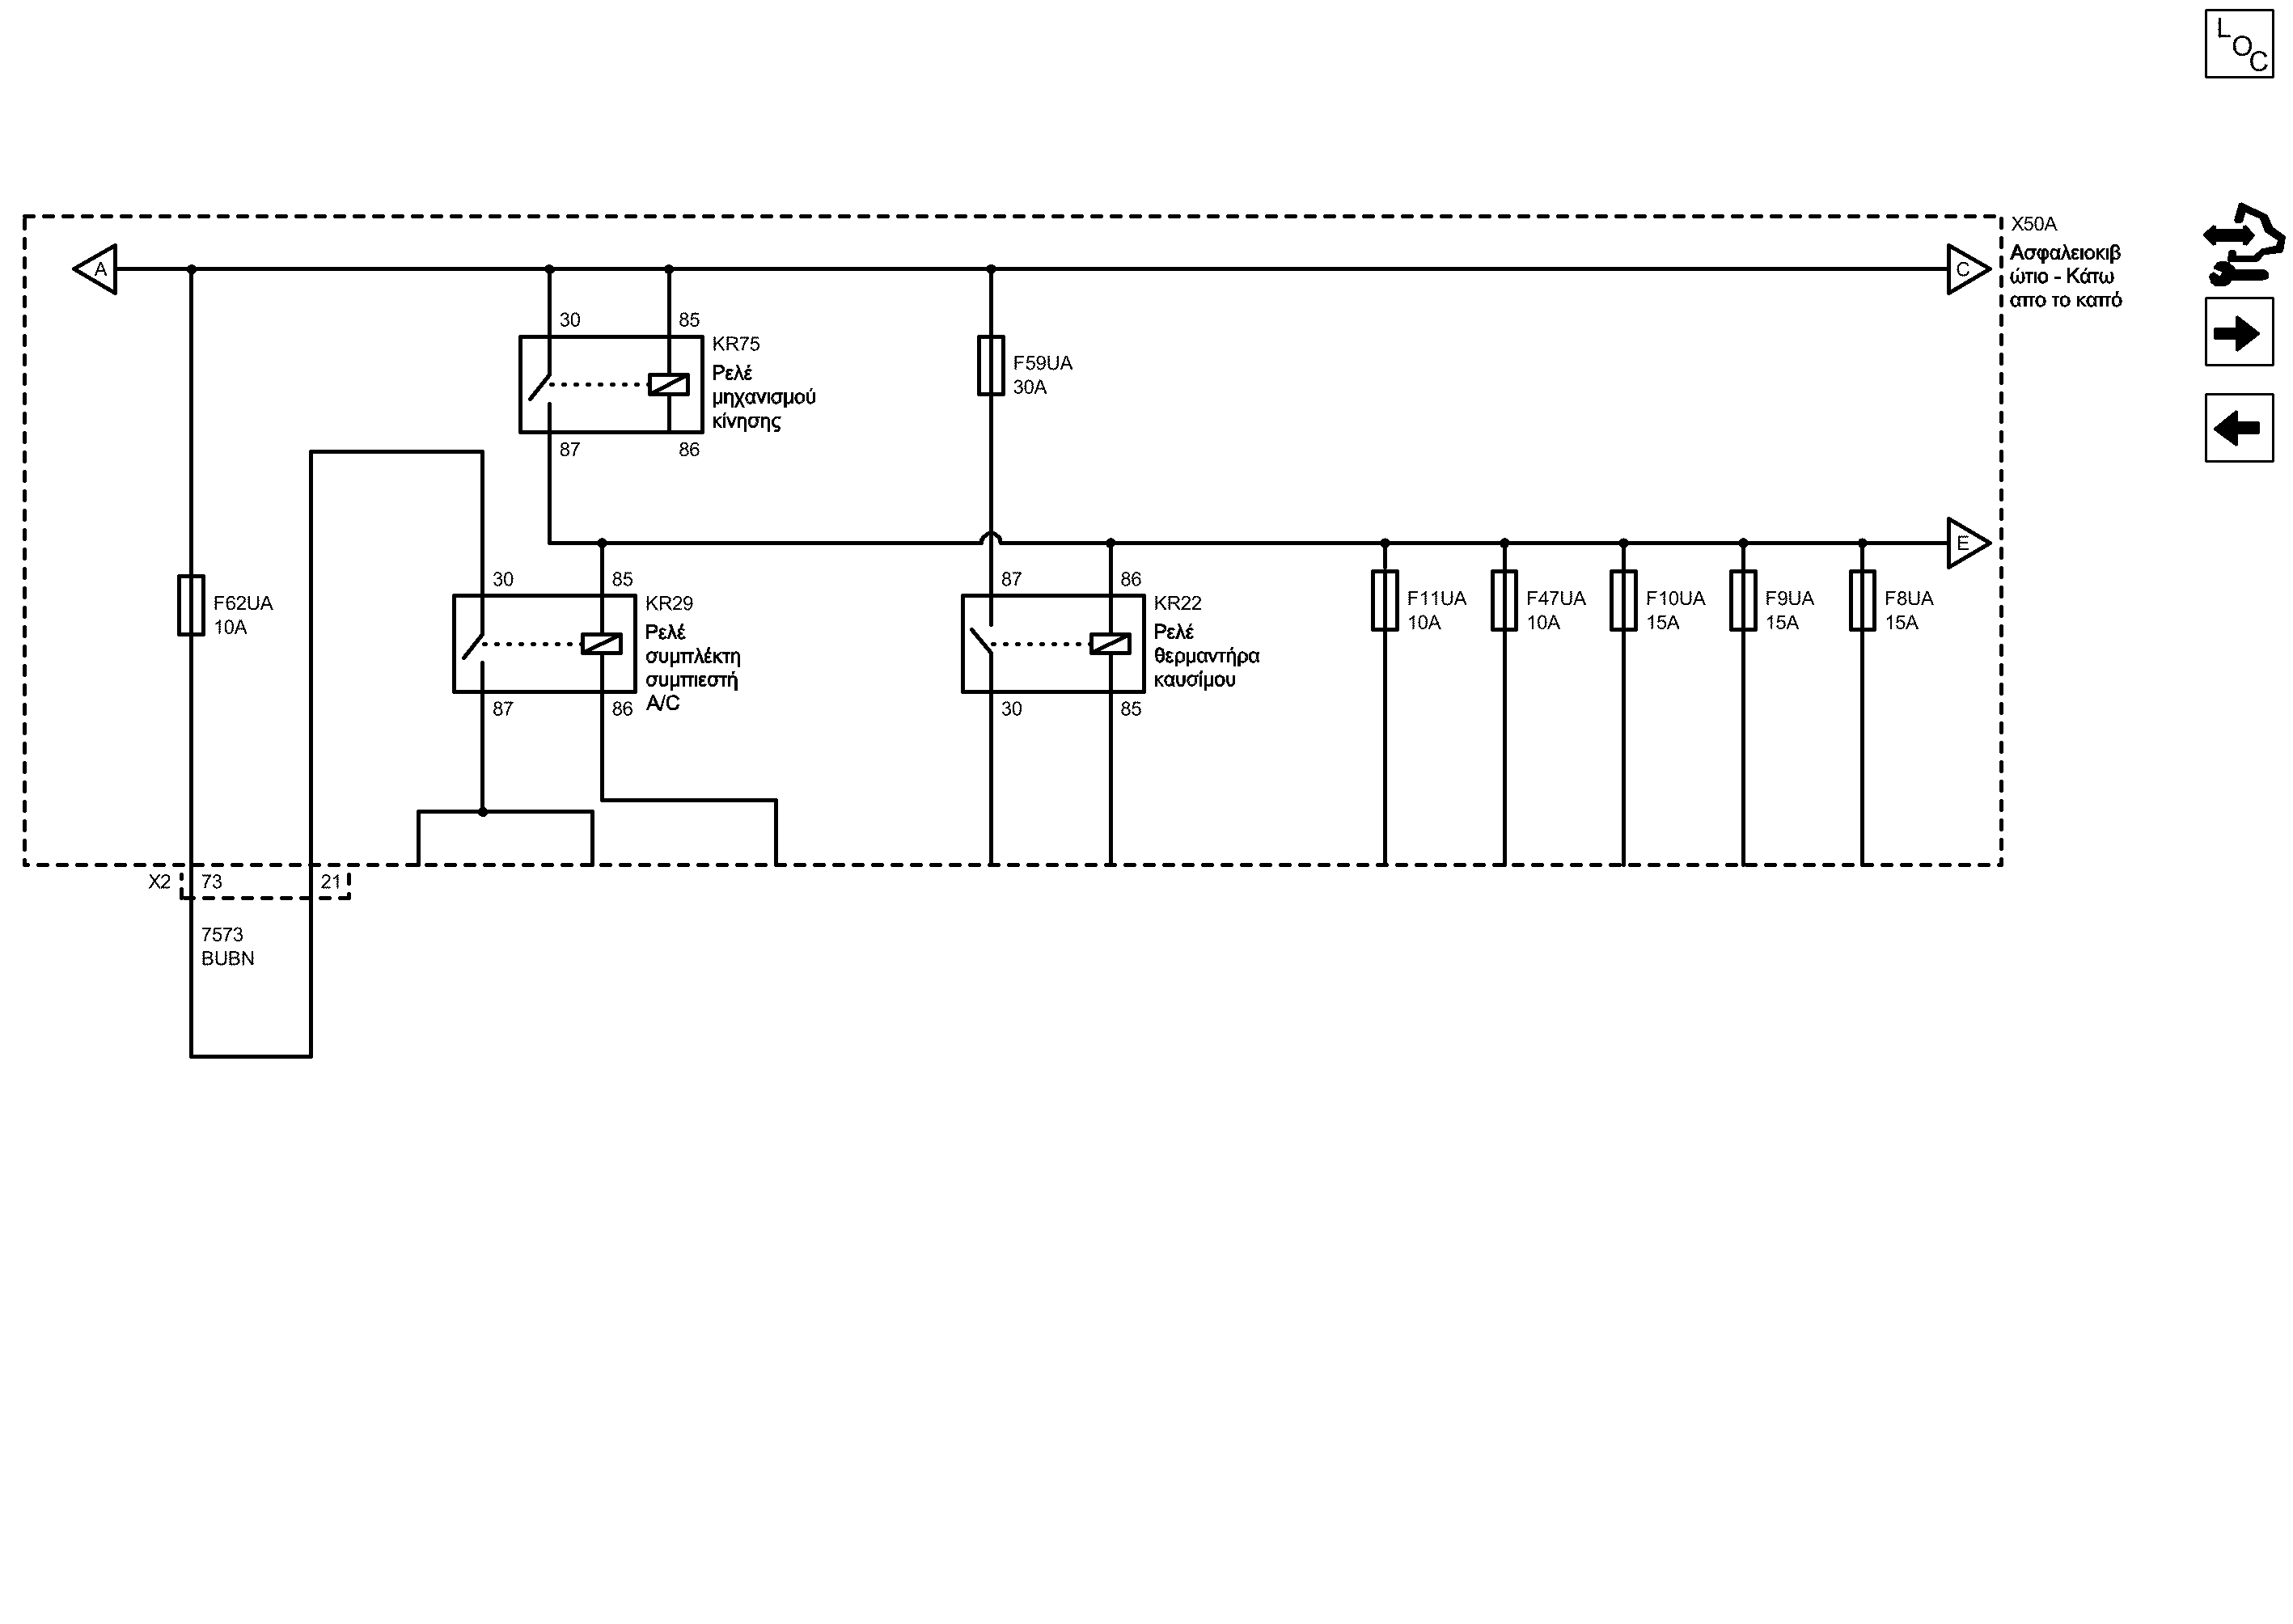 L
O
C
X50A
Ασφαλειοκιβ
ώτιο - Κάτω
απο το καπό
A
C
30
85
KR75
Ρελέ
μηχανισμού
κίνησης
87
86
F59UA
30A
E
30
85
KR29
Ρελέ
συμπλέκτη
συμπιεστή
A/C
87
86
F62UA
10A
87
86
KR22
Ρελέ
θερμαντήρα
καυσίμου
30
85
F11UA
10A
F47UA
10A
F10UA
15A
F9UA
15A
F8UA
15A
X2
73
21
7573
BUBN